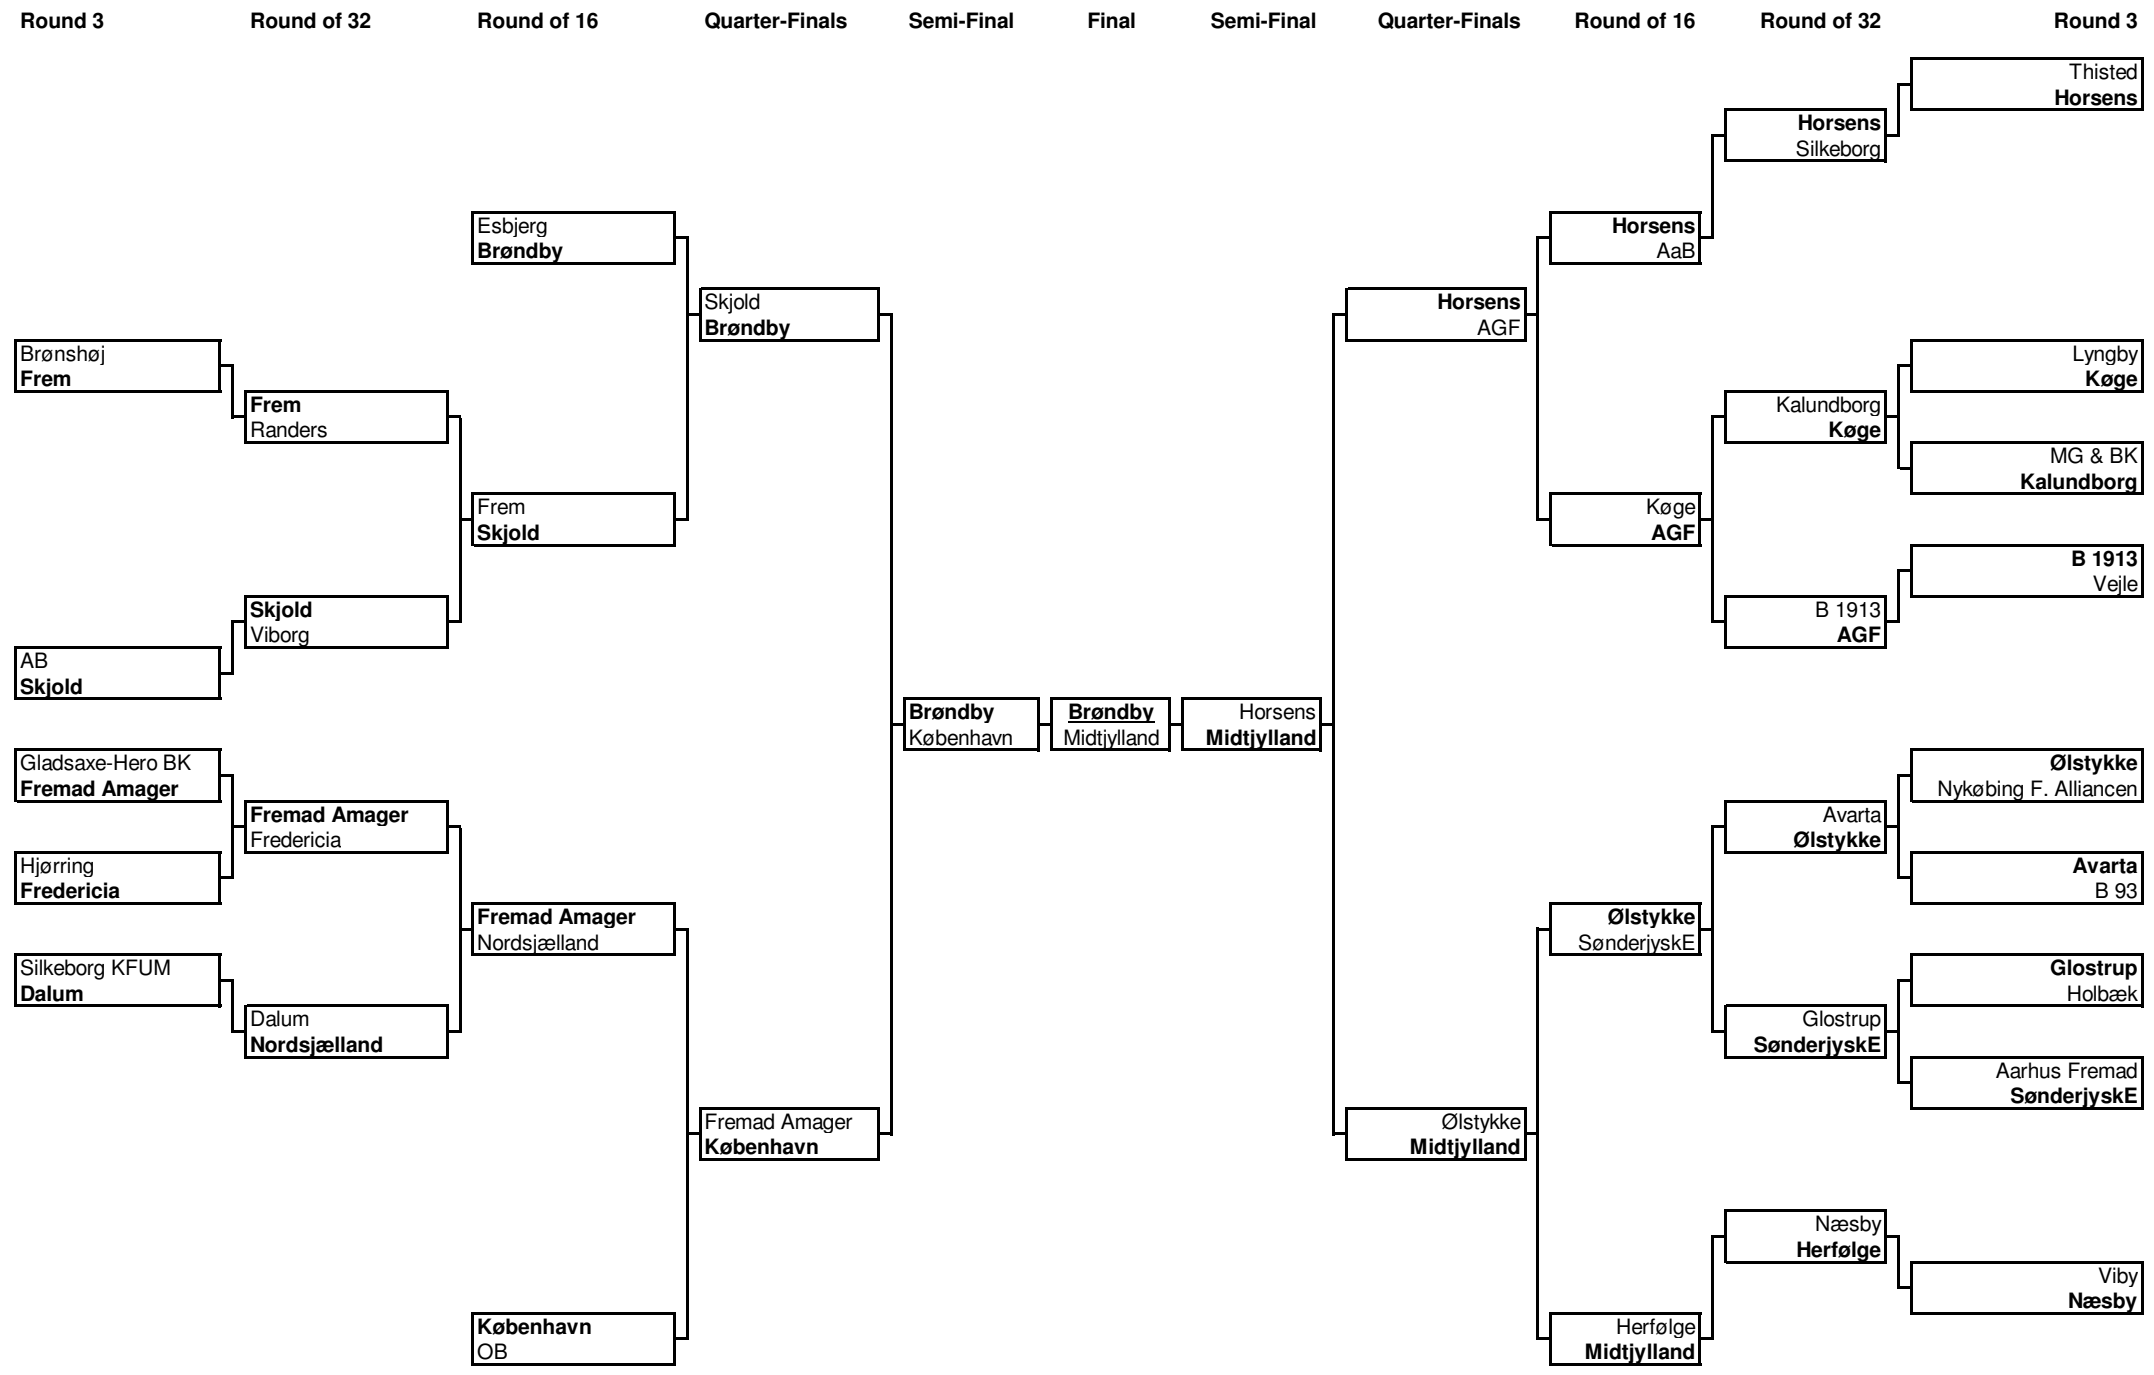 Round 3
Round of 32
Round of 16
Quarter-Finals
Semi-Final
Final
Semi-Final
Quarter-Finals
Round of 16
Round of 32
Round 3
Brønshøj
Frem
AB
Skjold
Gladsaxe-Hero BK
Fremad Amager
Hjørring
Fredericia
Silkeborg KFUM
Dalum
Frem
Randers
Skjold
Viborg
Fremad Amager
Fredericia
Dalum
Nordsjælland
Esbjerg
Brøndby
Frem
Skjold
Fremad Amager
Nordsjælland
København
OB
Skjold
Brøndby
Fremad Amager
København
Brøndby
København
Brøndby
Midtjylland
Horsens
Midtjylland
Horsens
AGF
Ølstykke
Midtjylland
Horsens
AaB
Køge
AGF
Ølstykke
SønderjyskE
Herfølge
Midtjylland
Horsens
Silkeborg
Kalundborg
Køge
B 1913
AGF
Avarta
Ølstykke
Glostrup
SønderjyskE
Næsby
Herfølge
Thisted
Horsens
Lyngby
Køge
MG & BK
Kalundborg
B 1913
Vejle
Ølstykke
Nykøbing F. Alliancen
Avarta
B 93
Glostrup
Holbæk
Aarhus Fremad
SønderjyskE
Viby
Næsby